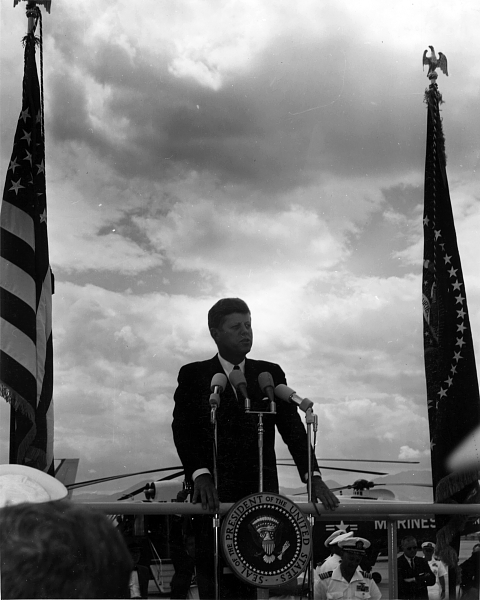 SEAL OF THE PRESIDENT OF THE UNITED STATES
MARINES